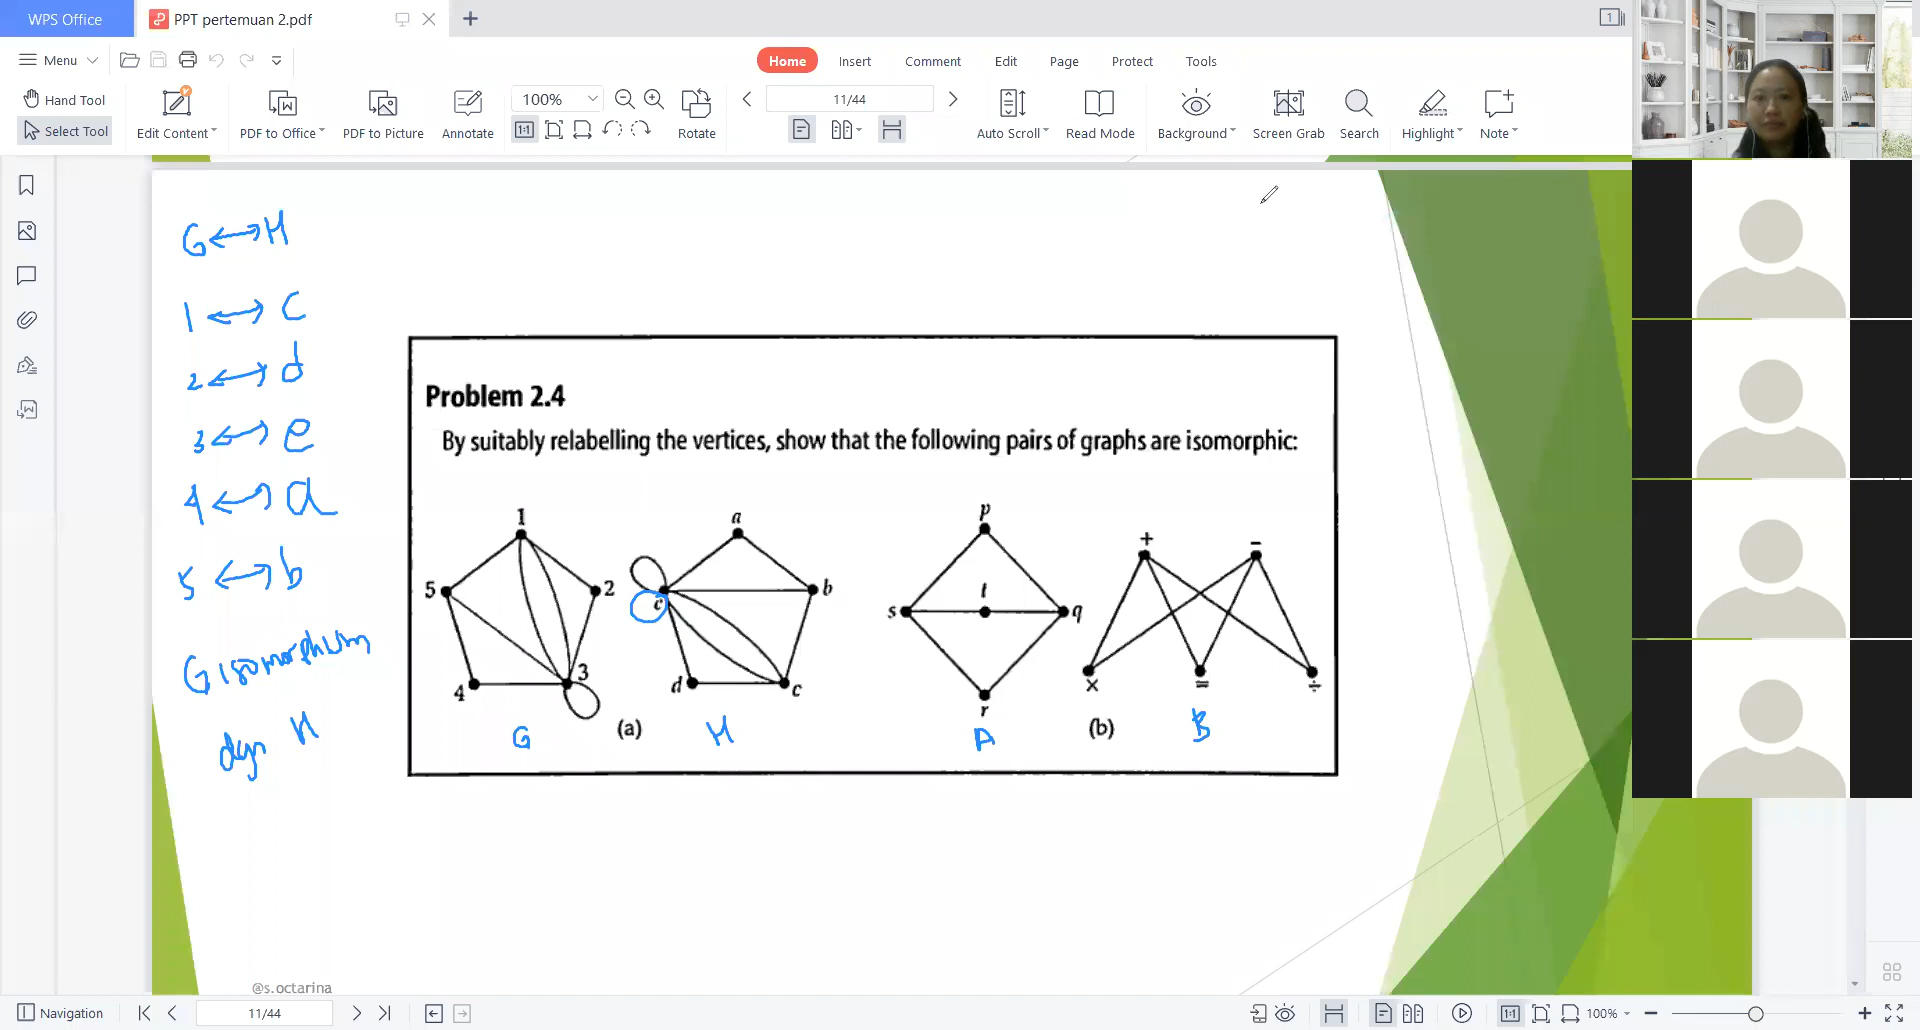 WPS Office
PPT pertemuan 2.pdf
Menu
Home
Insert
Comment
Edit
Page
Protect
Tools
Hand Tool
Select Tool
Edit Content
PDF to Office
PDF to Picture
Annotate
100%
Rotate
11/44
Auto Scroll
Read Mode
Background
Screen Grab
Search
Highlight
Note
G ↔ H
1 ↔ c
2 ↔ d
3 ↔ e
4 ↔ a
5 ↔ b
G isomorphism
dgn H
Problem 2.4
By suitably relabelling the vertices, show that the following pairs of graphs are isomorphic:
1
5
2
4
3
G
(a)
a
b
e
d
c
H
p
s
t
q
r
A
(b)
+
-
×
=
÷
B
@s.octarina
Navigation
11/44
100%